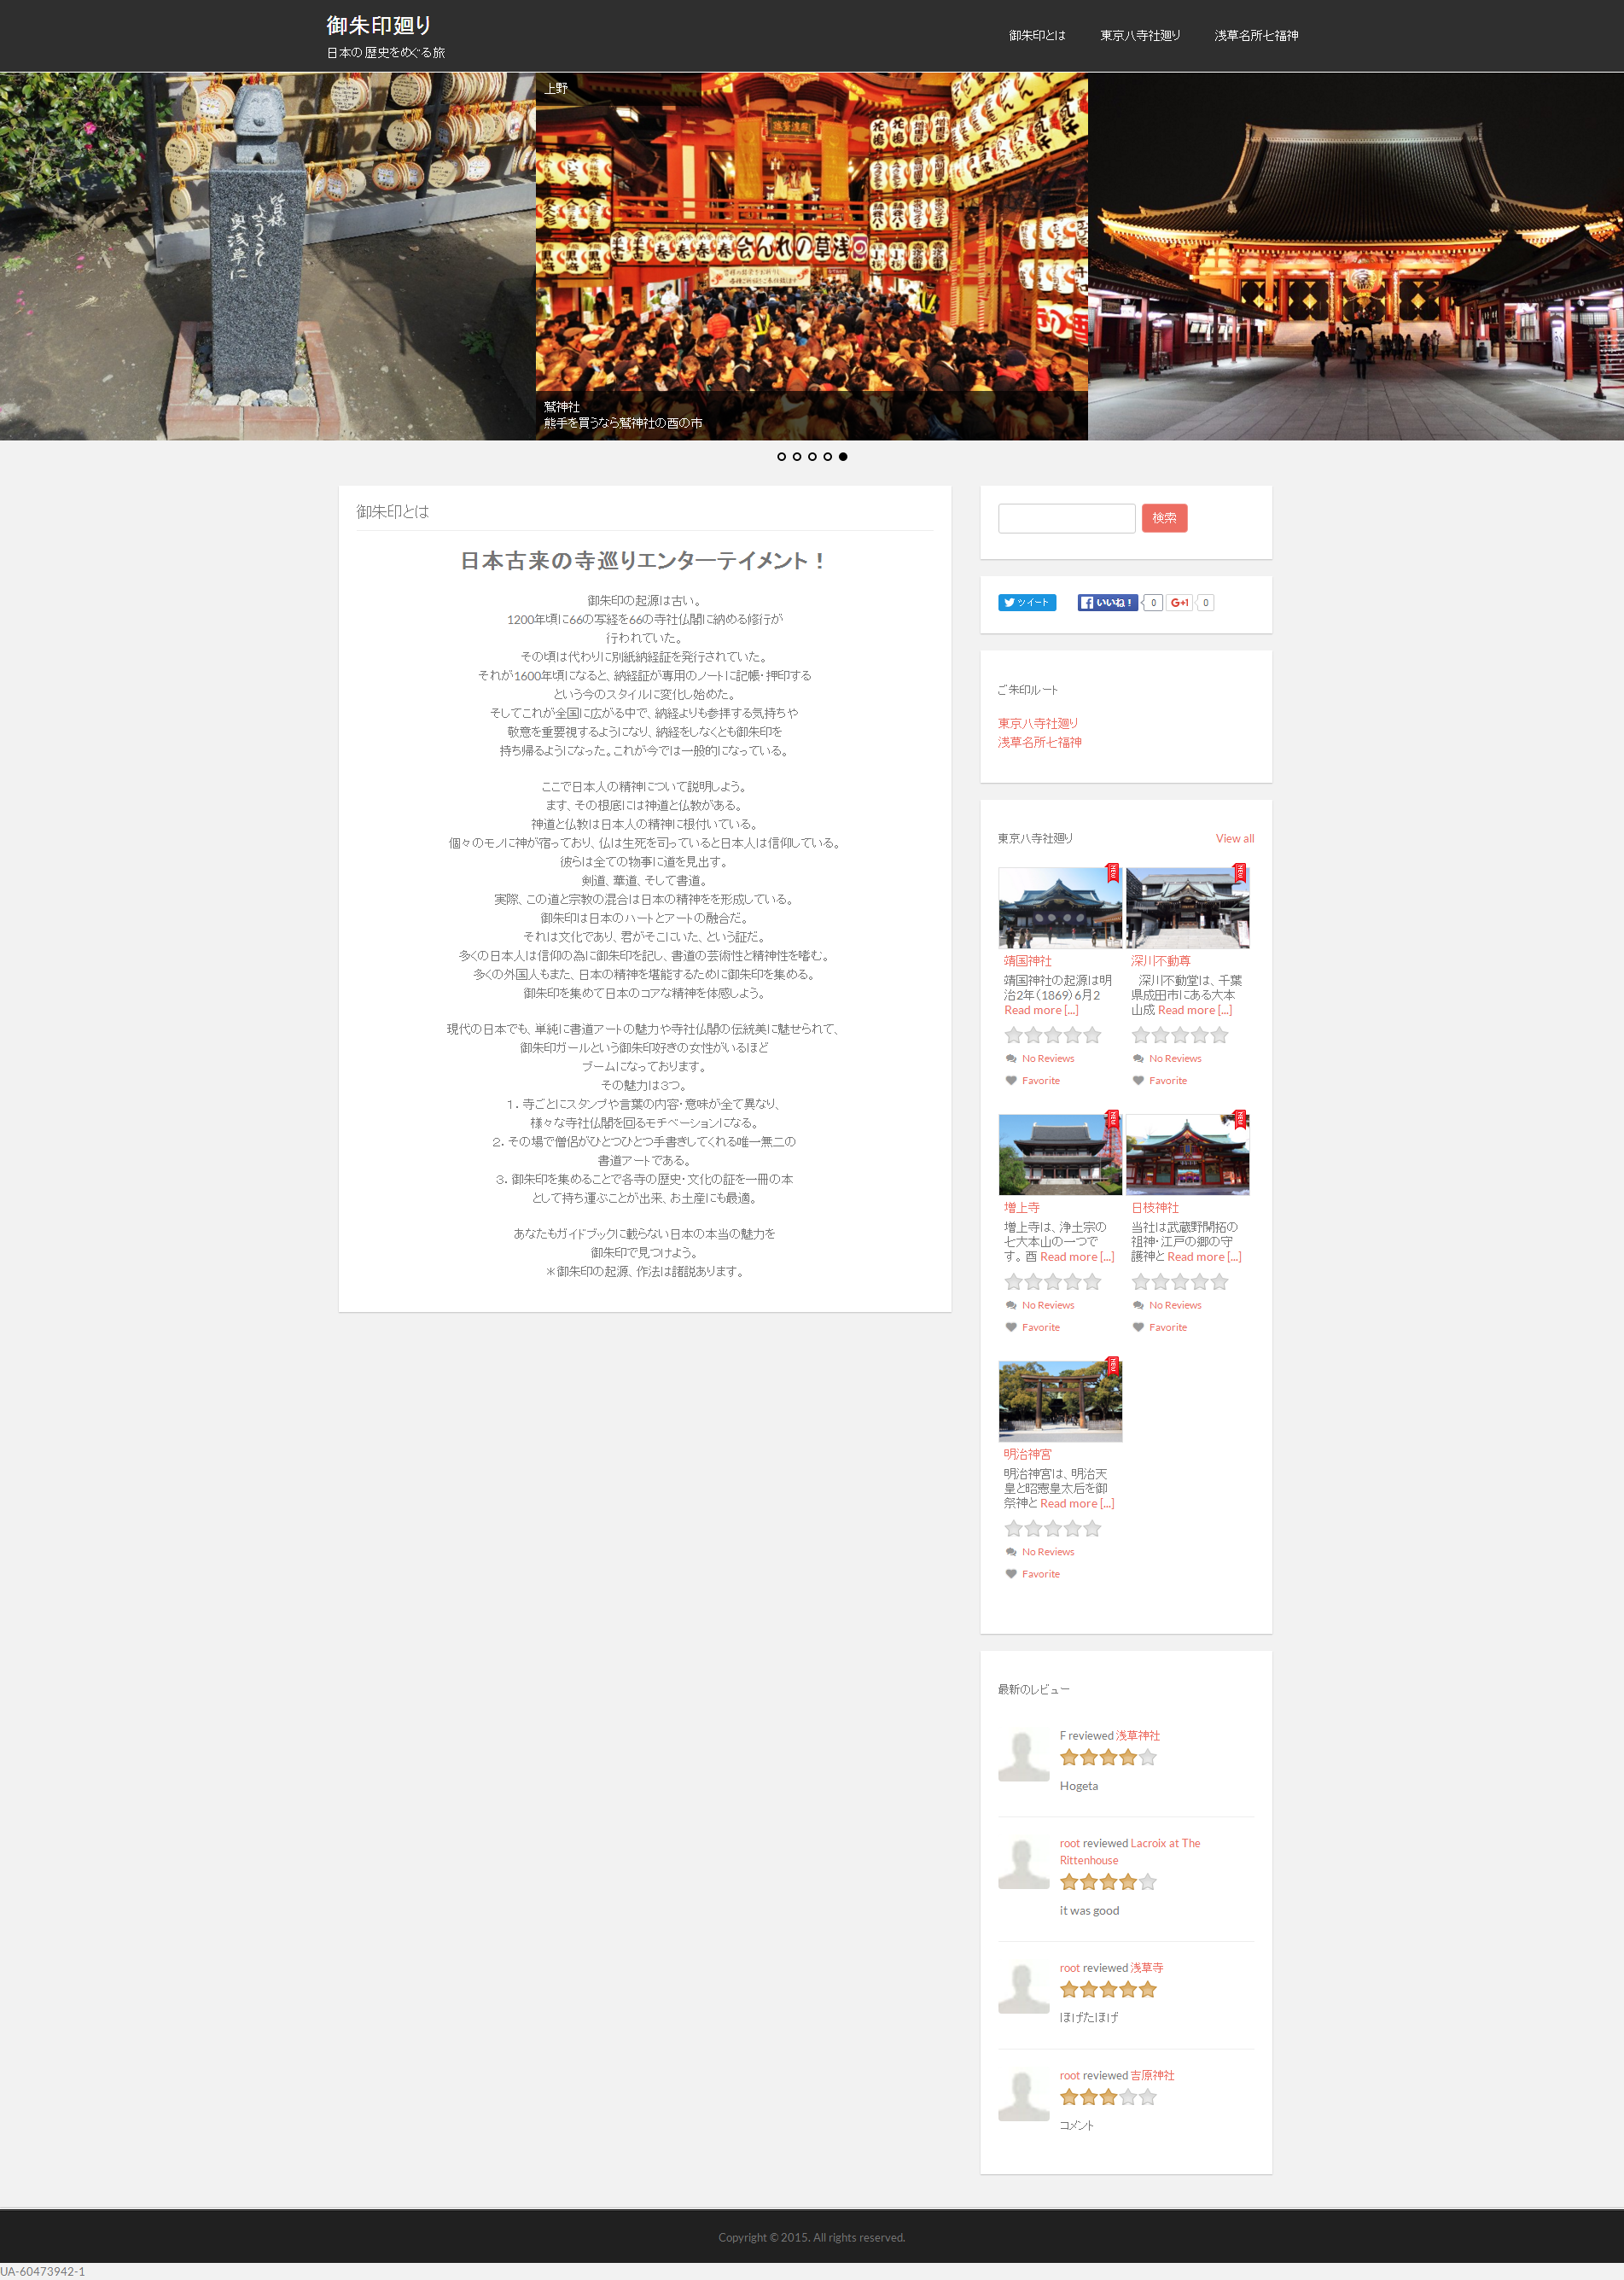 御朱印廻り
日本の歴史をめぐる旅
御朱印とは
東京八寺社廻り
浅草名所七福神
皆様
ようこそ
奥浅草に
上野
浅草の九んれ会
鷲神社
熊手を買うなら鷲神社の酉の市
御朱印とは
日本古来の寺巡りエンターテイメント！
御朱印の起源は古い。
1200年頃に66の写経を66の寺社仏閣に納める修行が
行われていた。
その頃は代わりに別紙納経証を発行されていた。
それが1600年頃になると、納経証が専用のノートに記帳・押印する
という今のスタイルに変化し始めた。
そしてこれが全国に広がる中で、納経よりも参拝する気持ちや
敬意を重要視するようになり、納経をしなくとも御朱印を
持ち帰るようになった。これが今では一般的になっている。
ここで日本人の精神について説明しよう。
ます、その根底には神道と仏教がある。
神道と仏教は日本人の精神に根付いている。
個々のモノに神が宿っており、仏は生死を司っていると日本人は信仰している。
彼らは全ての物事に道を見出す。
剣道、華道、そして書道。
実際、この道と宗教の混合は日本の精神をを形成している。
御朱印は日本のハートとアートの融合だ。
それは文化であり、君がそこにいた、という証だ。
多くの日本人は信仰の為に御朱印を記し、書道の芸術性と精神性を嗜む。
多くの外国人もまた、日本の精神を堪能するために御朱印を集める。
御朱印を集めて日本のコアな精神を体感しよう。
現代の日本でも、単純に書道アートの魅力や寺社仏閣の伝統美に魅せられて、
御朱印ガールという御朱印好きの女性がいるほど
ブームになっております。
その魅力は３つ。
１．寺ごとにスタンプや言葉の内容・意味が全て異なり、
様々な寺社仏閣を回るモチベーションになる。
２．その場で僧侶がひとつひとつ手書きしてくれる唯一無二の
書道アートである。
３．御朱印を集めることで各寺の歴史・文化の証を一冊の本
として持ち運ぶことが出来、お土産にも最適。
あなたもガイドブックに載らない日本の本当の魅力を
御朱印で見つけよう。
＊御朱印の起源、作法は諸説あります。
検索
ツイート
いいね！
0
G+1
0
ご朱印ルート
東京八寺社廻り
浅草名所七福神
東京八寺社廻り
View all
new
靖国神社
靖国神社の起源は明
治2年（1869）6月2
Read more [...]
No Reviews
Favorite
new
深川不動尊
深川不動堂は、千葉
県成田市にある大本
山成 Read more [...]
No Reviews
Favorite
new
増上寺
増上寺は、浄土宗の
七大本山の一つで
す。 酉 Read more [...]
No Reviews
Favorite
new
日枝神社
当社は武蔵野開拓の
祖神・江戸の郷の守
護神と Read more [...]
No Reviews
Favorite
new
明治神宮
明治神宮は、明治天
皇と昭憲皇太后を御
祭神と Read more [...]
No Reviews
Favorite
最新のレビュー
F reviewed 浅草神社
Hogeta
root reviewed Lacroix at The
Rittenhouse
it was good
root reviewed 浅草寺
ほげたほげ
root reviewed 吉原神社
コメント
Copyright © 2015. All rights reserved.
UA-60473942-1